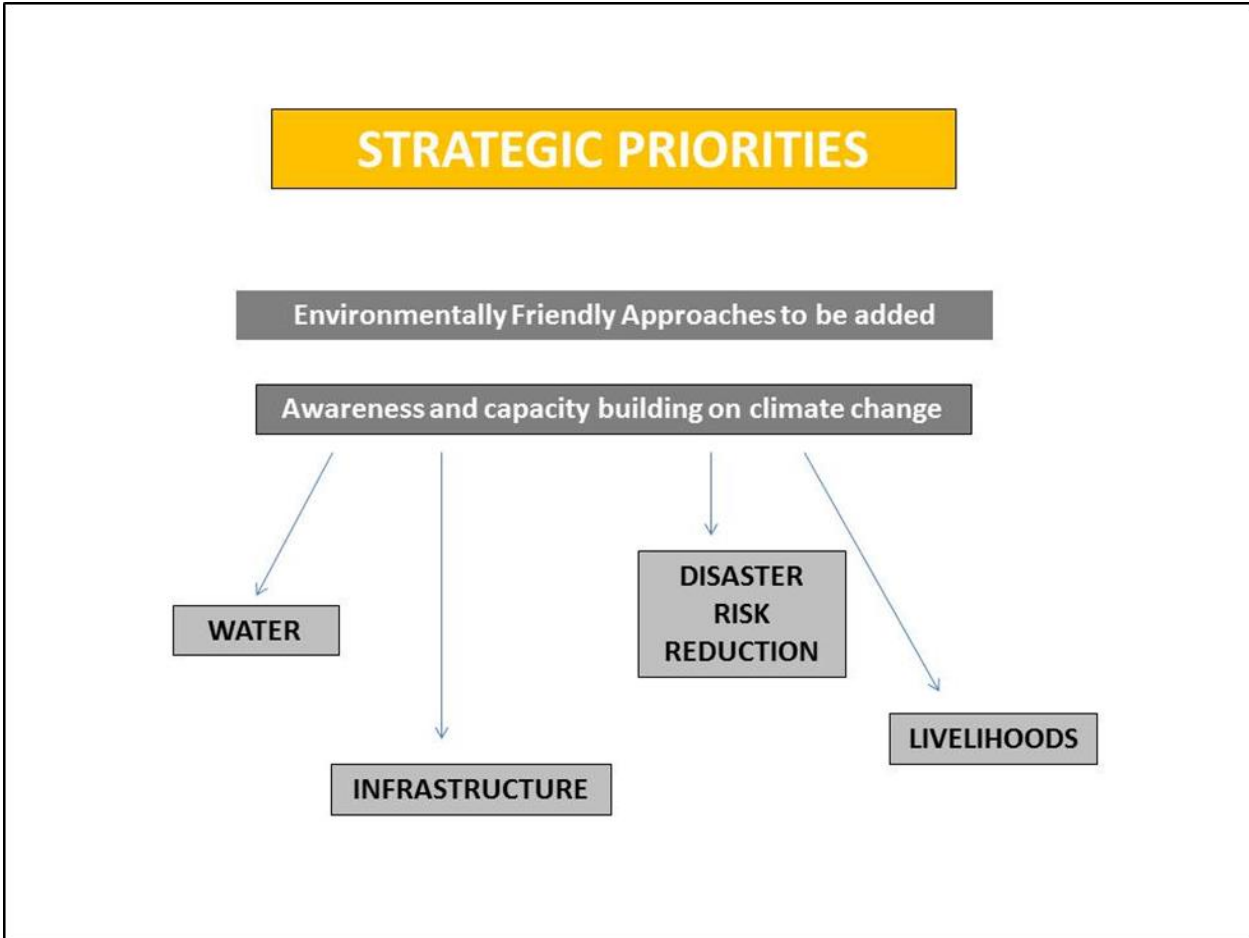 STRATEGIC PRIORITIES
Environmentally Friendly Approaches to be added
Awareness and capacity building on climate change
WATER
DISASTER
RISK
REDUCTION
LIVELIHOODS
INFRASTRUCTURE